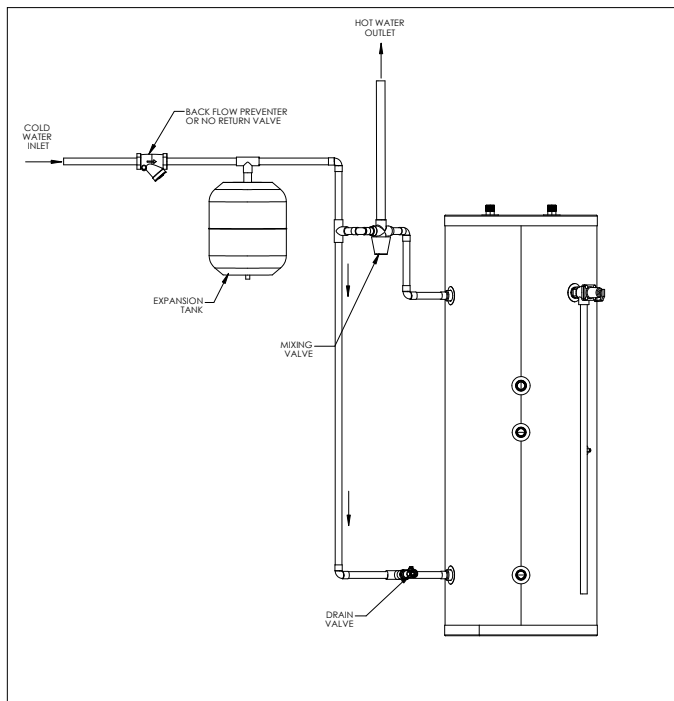 HOT WATER
OUTLET
BACK FLOW PREVENTER
OR NO RETURN VALVE
COLD
WATER
INLET
EXPANSION
TANK
MIXING
VALVE
DRAIN
VALVE